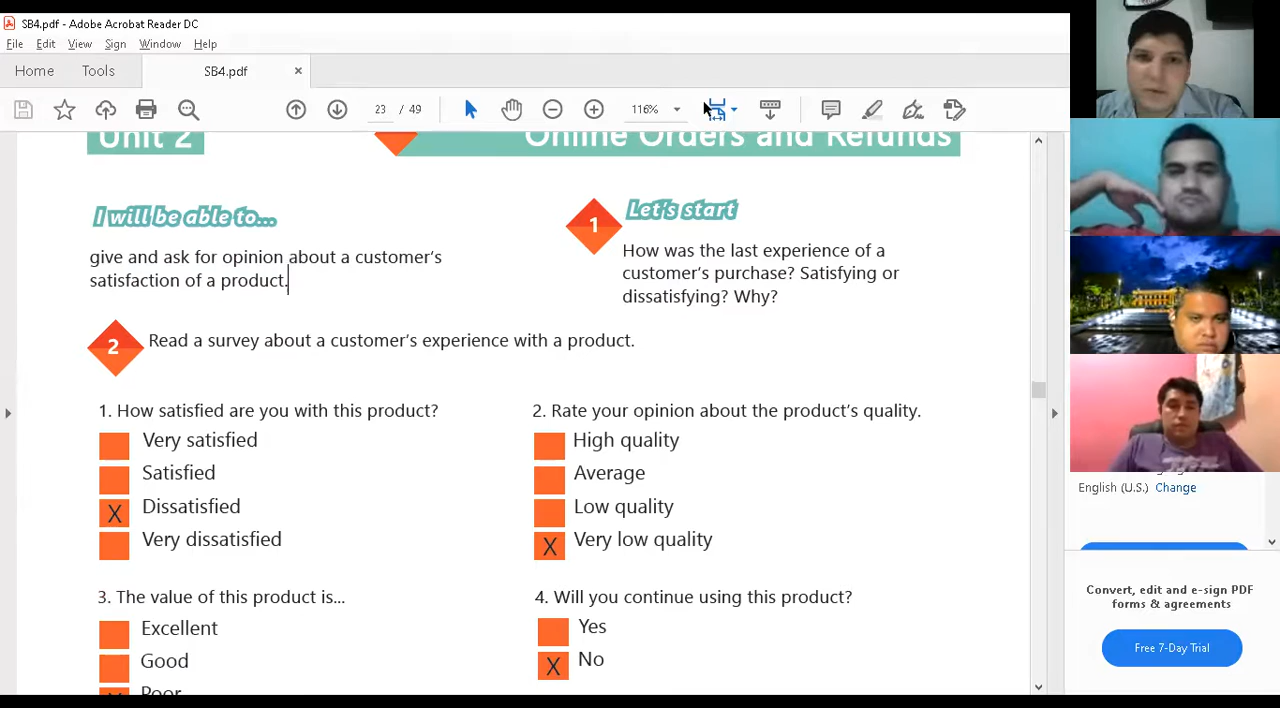 SB4.pdf - Adobe Acrobat Reader DC
File Edit View Sign Window Help
Home Tools SB4.pdf ×
23 / 49 116%
Unit 2 Online Orders and Refunds
I will be able to...
give and ask for opinion about a customer's
satisfaction of a product.
1 Let's start
How was the last experience of a
customer's purchase? Satisfying or
dissatisfying? Why?
2 Read a survey about a customer's experience with a product.
1. How satisfied are you with this product?
Very satisfied
Satisfied
X Dissatisfied
Very dissatisfied
2. Rate your opinion about the product's quality.
High quality
Average
Low quality
X Very low quality
3. The value of this product is...
Excellent
Good
Poor
4. Will you continue using this product?
Yes
X No
English (U.S.) Change
Convert, edit and e-sign PDF
forms & agreements
Free 7-Day Trial